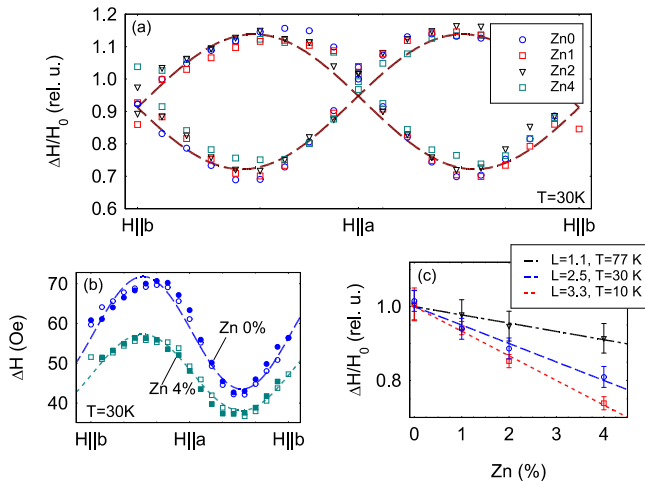 (a)
Zn0
Zn1
Zn2
Zn4
ΔH/H₀ (rel. u.)
1.2
1.1
1.0
0.9
0.8
0.7
0.6
T=30K
H||b
H||a
H||b
(b)
ΔH (Oe)
70
60
50
40
Zn 0%
Zn 4%
T=30K
H||b
H||a
H||b
L=1.1, T=77 K
L=2.5, T=30 K
L=3.3, T=10 K
(c)
ΔH/H₀ (rel. u.)
1.0
0.8
0
1
2
3
4
Zn (%)